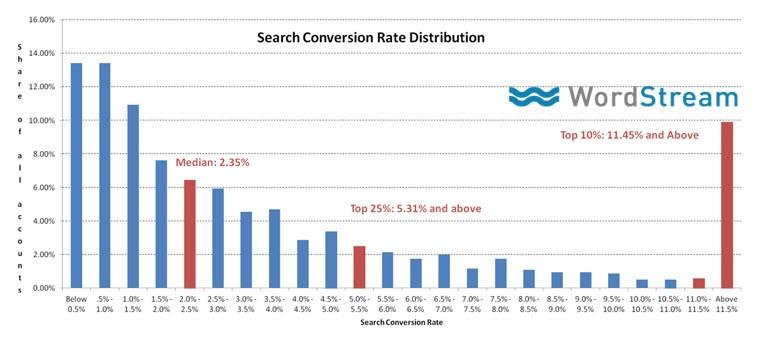 Search Conversion Rate Distribution
WordStream
Share of all accounts
16.00%
14.00%
12.00%
10.00%
8.00%
6.00%
4.00%
2.00%
0.00%
Top 10%: 11.45% and Above
Median: 2.35%
Top 25%: 5.31% and above
Below 0.5%
.5% - 1.0%
1.0% - 1.5%
1.5% - 2.0%
2.0% - 2.5%
2.5% - 3.0%
3.0% - 3.5%
3.5% - 4.0%
4.0% - 4.5%
4.5% - 5.0%
5.0% - 5.5%
5.5% - 6.0%
6.0% - 6.5%
6.5% - 7.0%
7.0% - 7.5%
7.5% - 8.0%
8.0% - 8.5%
8.5% - 9.0%
9.0% - 9.5%
9.5% - 10.0%
10.0% - 10.5%
10.5% - 11.0%
11.0% - 11.5%
Above 11.5%
Search Conversion Rate